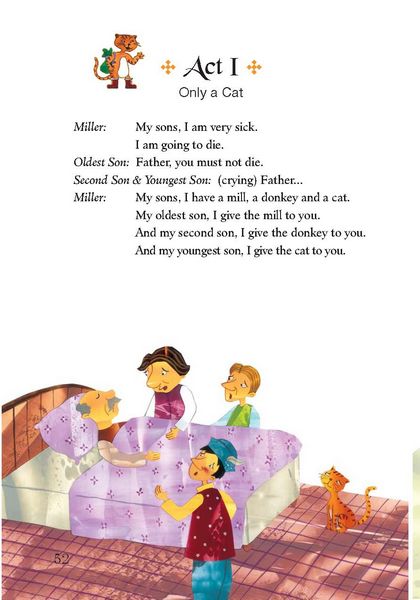 Act I
Only a Cat
Miller: My sons, I am very sick.
I am going to die.
Oldest Son: Father, you must not die.
Second Son & Youngest Son: (crying) Father...
Miller: My sons, I have a mill, a donkey and a cat.
My oldest son, I give the mill to you.
And my second son, I give the donkey to you.
And my youngest son, I give the cat to you.
52